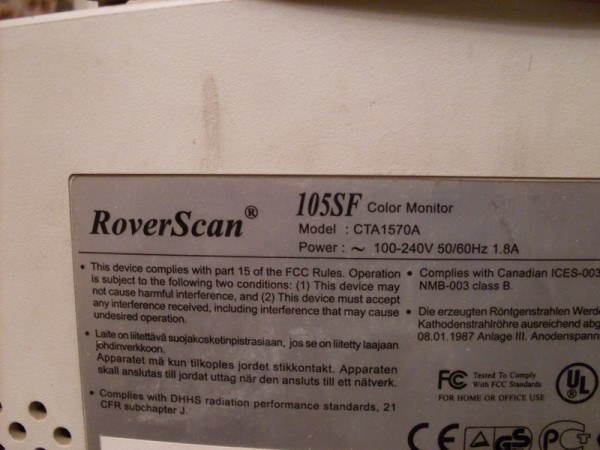 RoverScan®
105SF Color Monitor
Model : CTA1570A
Power : ~ 100-240V 50/60Hz 1.8A
• This device complies with part 15 of the FCC Rules. Operation
is subject to the following two conditions: (1) This device may
not cause harmful interference, and (2) This device must accept
any interference received, including interference that may cause
undesired operation.
• Laite on liitettävä suojakosketinpistrasiaan, jos se on liitetty laajaan
johdinverkkoon.
Apparatet må kun tilkoples jordet stikkontakt. Apparaten
skall anslutas till jordat uttag när den ansluts till ett nätverk.
• Complies with DHHS radiation performance standards, 21
CFR subchapter J.
• Complies with Canadian ICES-003
NMB-003 class B.
• Die erzeugten Röntgenstrahlen
Kathodenstrahlröhre ausreichend
08.01.1987 Anlage III.
FC Tested To Comply
With FCC Standards
FOR HOME OR OFFICE USE
UL
CE GS PCT